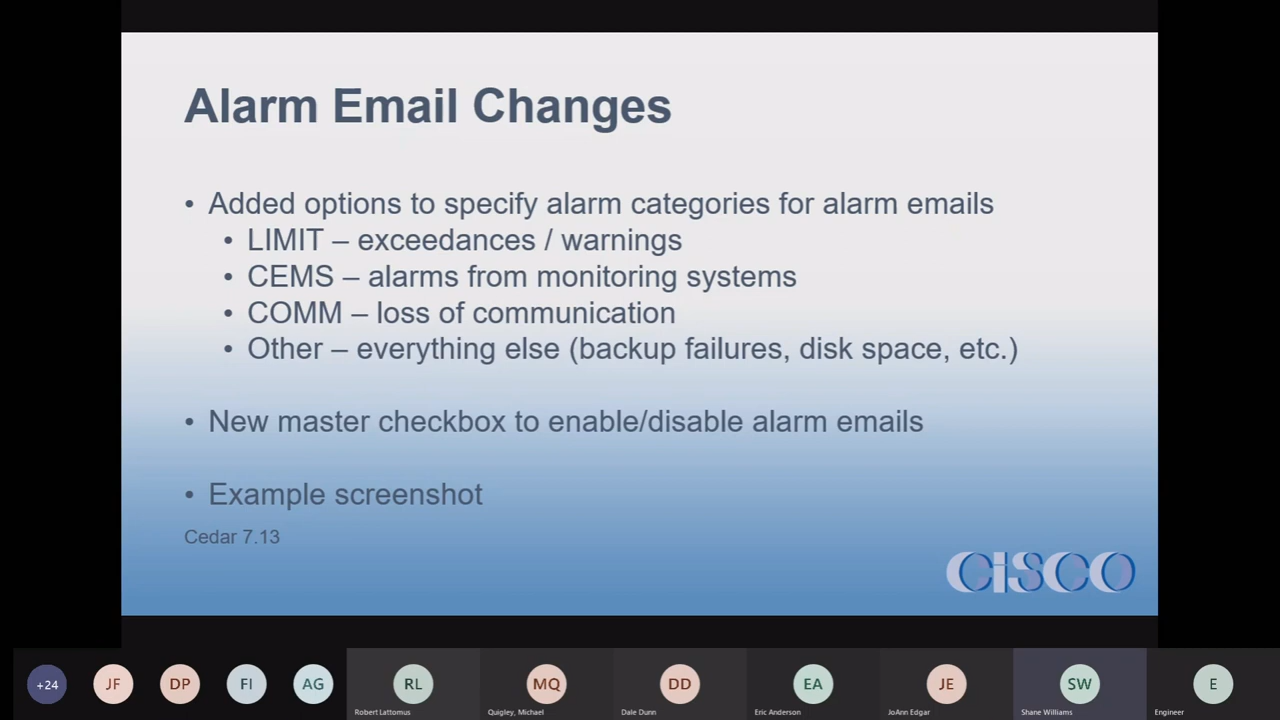 Alarm Email Changes
• Added options to specify alarm categories for alarm emails
• LIMIT – exceedances / warnings
• CEMS – alarms from monitoring systems
• COMM – loss of communication
• Other – everything else (backup failures, disk space, etc.)
• New master checkbox to enable/disable alarm emails
• Example screenshot
Cedar 7.13
CiSCO
+24
JF
DP
FI
AG
RL
MQ
DD
EA
JE
SW
E
Robert Lattomus
Quigley, Michael
Dale Dunn
Eric Anderson
JoAnn Edgar
Shane Williams
Engineer